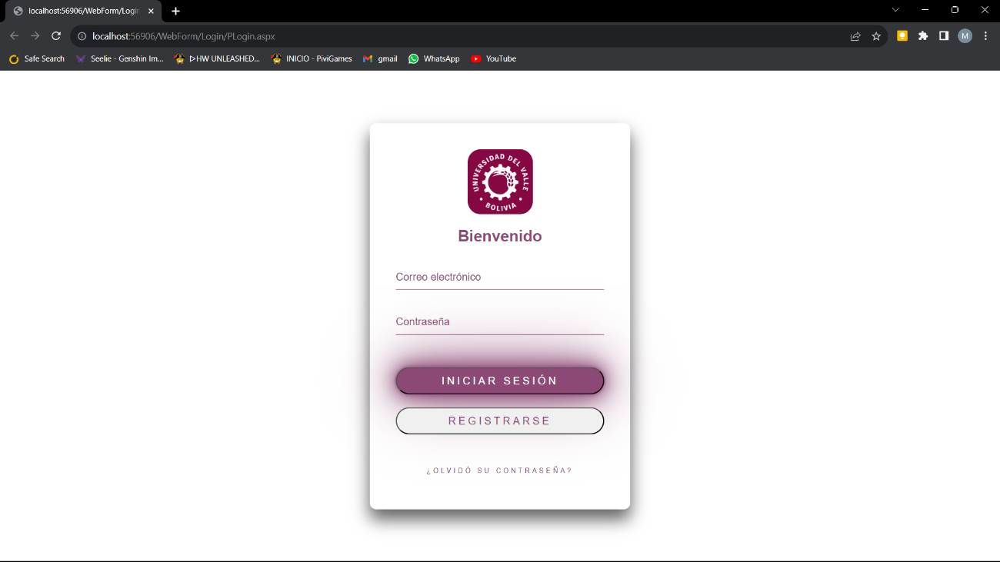 localhost:56906/WebForm/Login
localhost:56906/WebForm/Login/PLogin.aspx
M
Safe Search
Seelie - Genshin Im...
ᐅHW UNLEASHED...
INICIO - PiviGames
gmail
WhatsApp
YouTube
UNIVERSIDAD DEL VALLE
BOLIVIA
Bienvenido
Correo electrónico
Contraseña
INICIAR SESIÓN
REGISTRARSE
¿OLVIDÓ SU CONTRASEÑA?